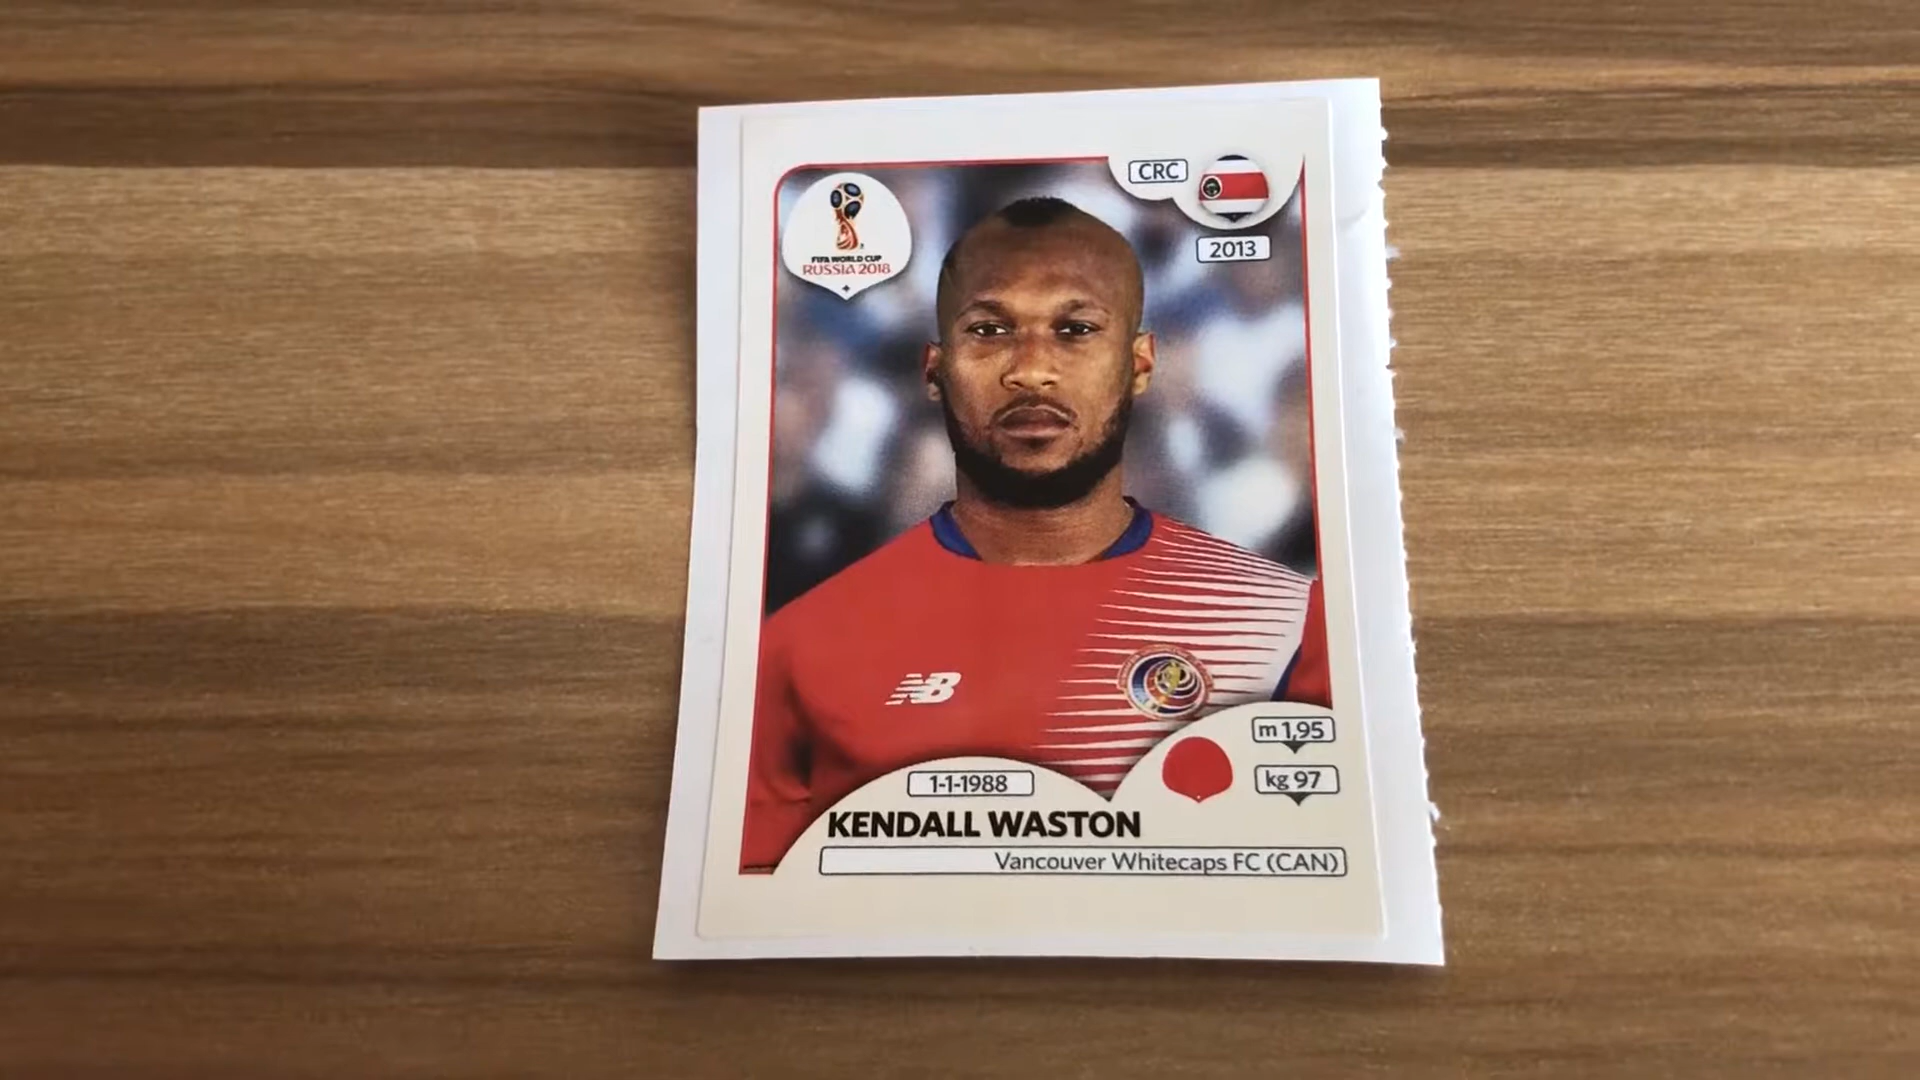 CRC
2013
FIFA WORLD CUP
RUSSIA 2018
NB
m 1,95
kg 97
1-1-1988
KENDALL WASTON
Vancouver Whitecaps FC (CAN)